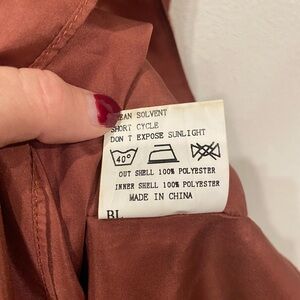 EAN SOLVENT
SHORT CYCLE
DON T EXPOSE SUNLIGHT
40°
OUT SHELL 100% POLYESTER
INNER SHELL 100% POLYESTER
MADE IN CHINA
BL